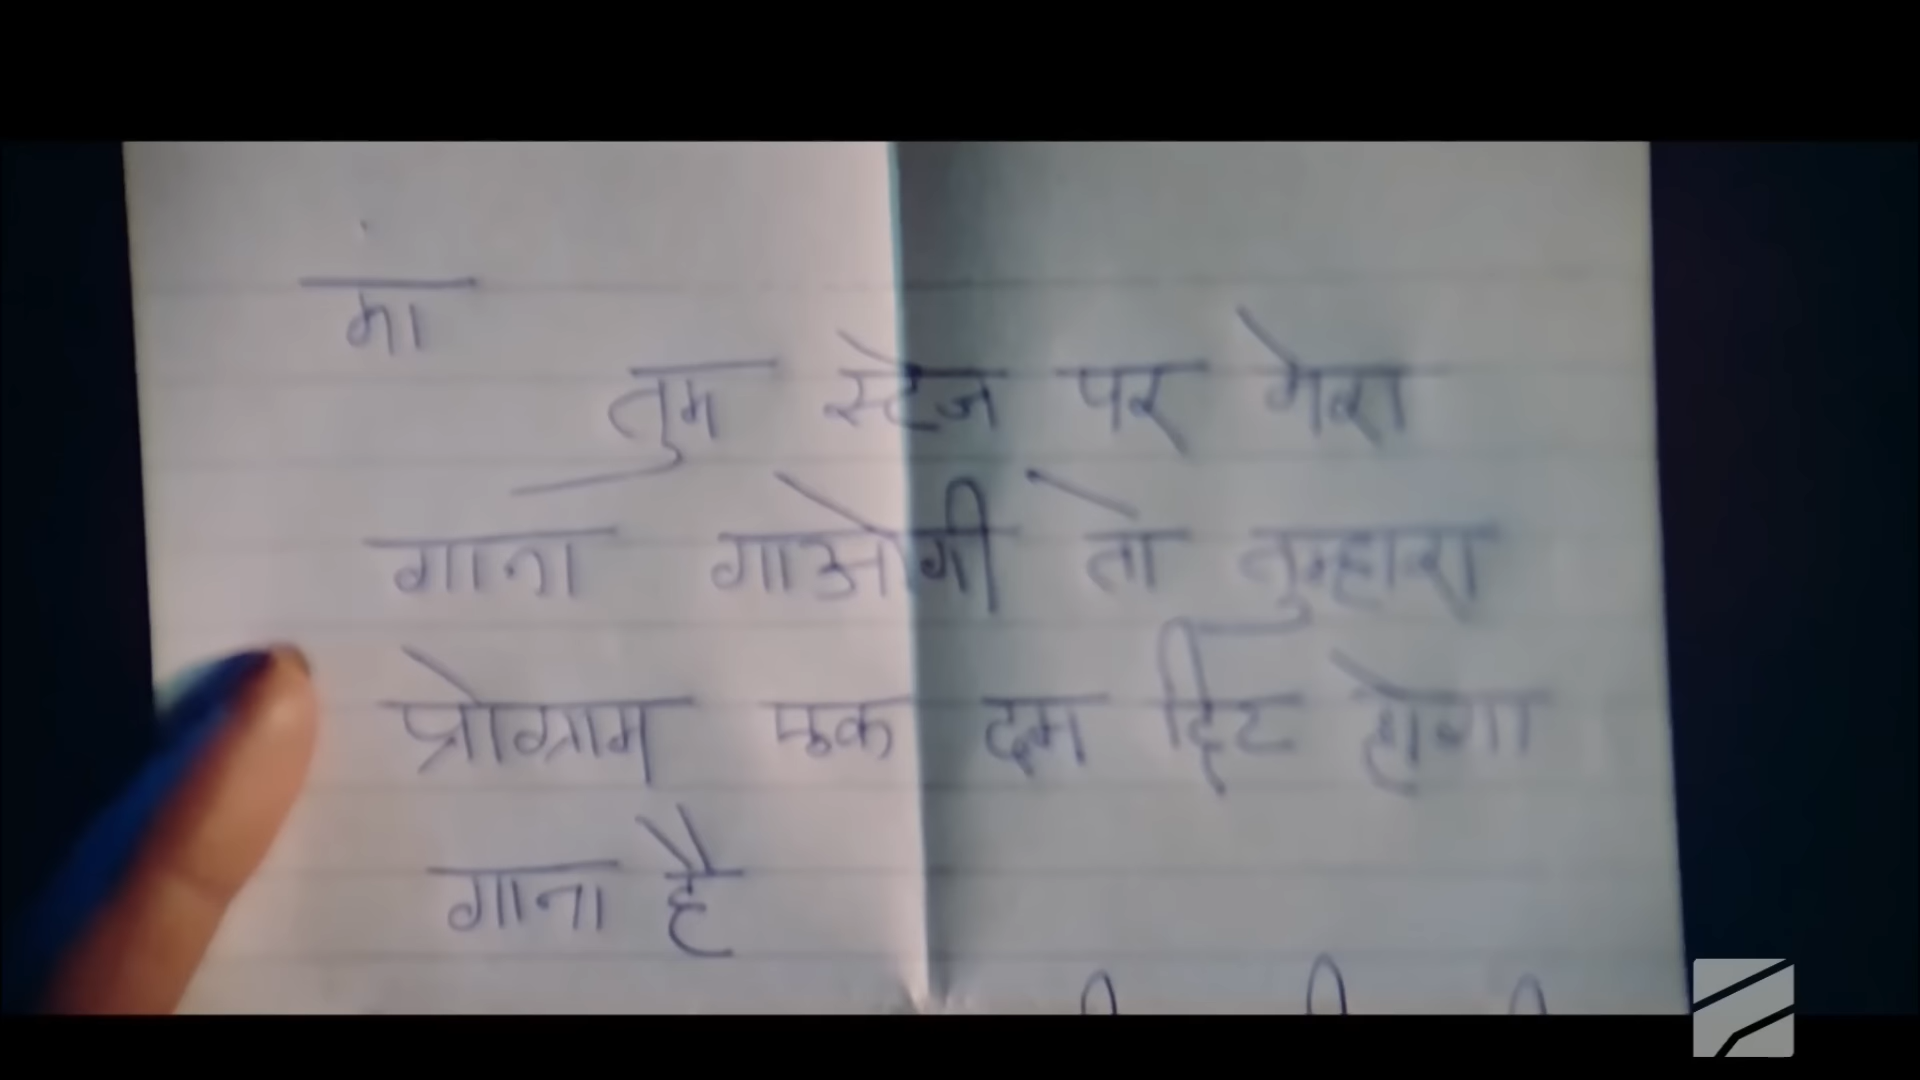 मां
तुम स्टेज पर मेरा
गाना गाओगी तो तुम्हारा
प्रोग्राम एक दम हिट होगा
गाना है